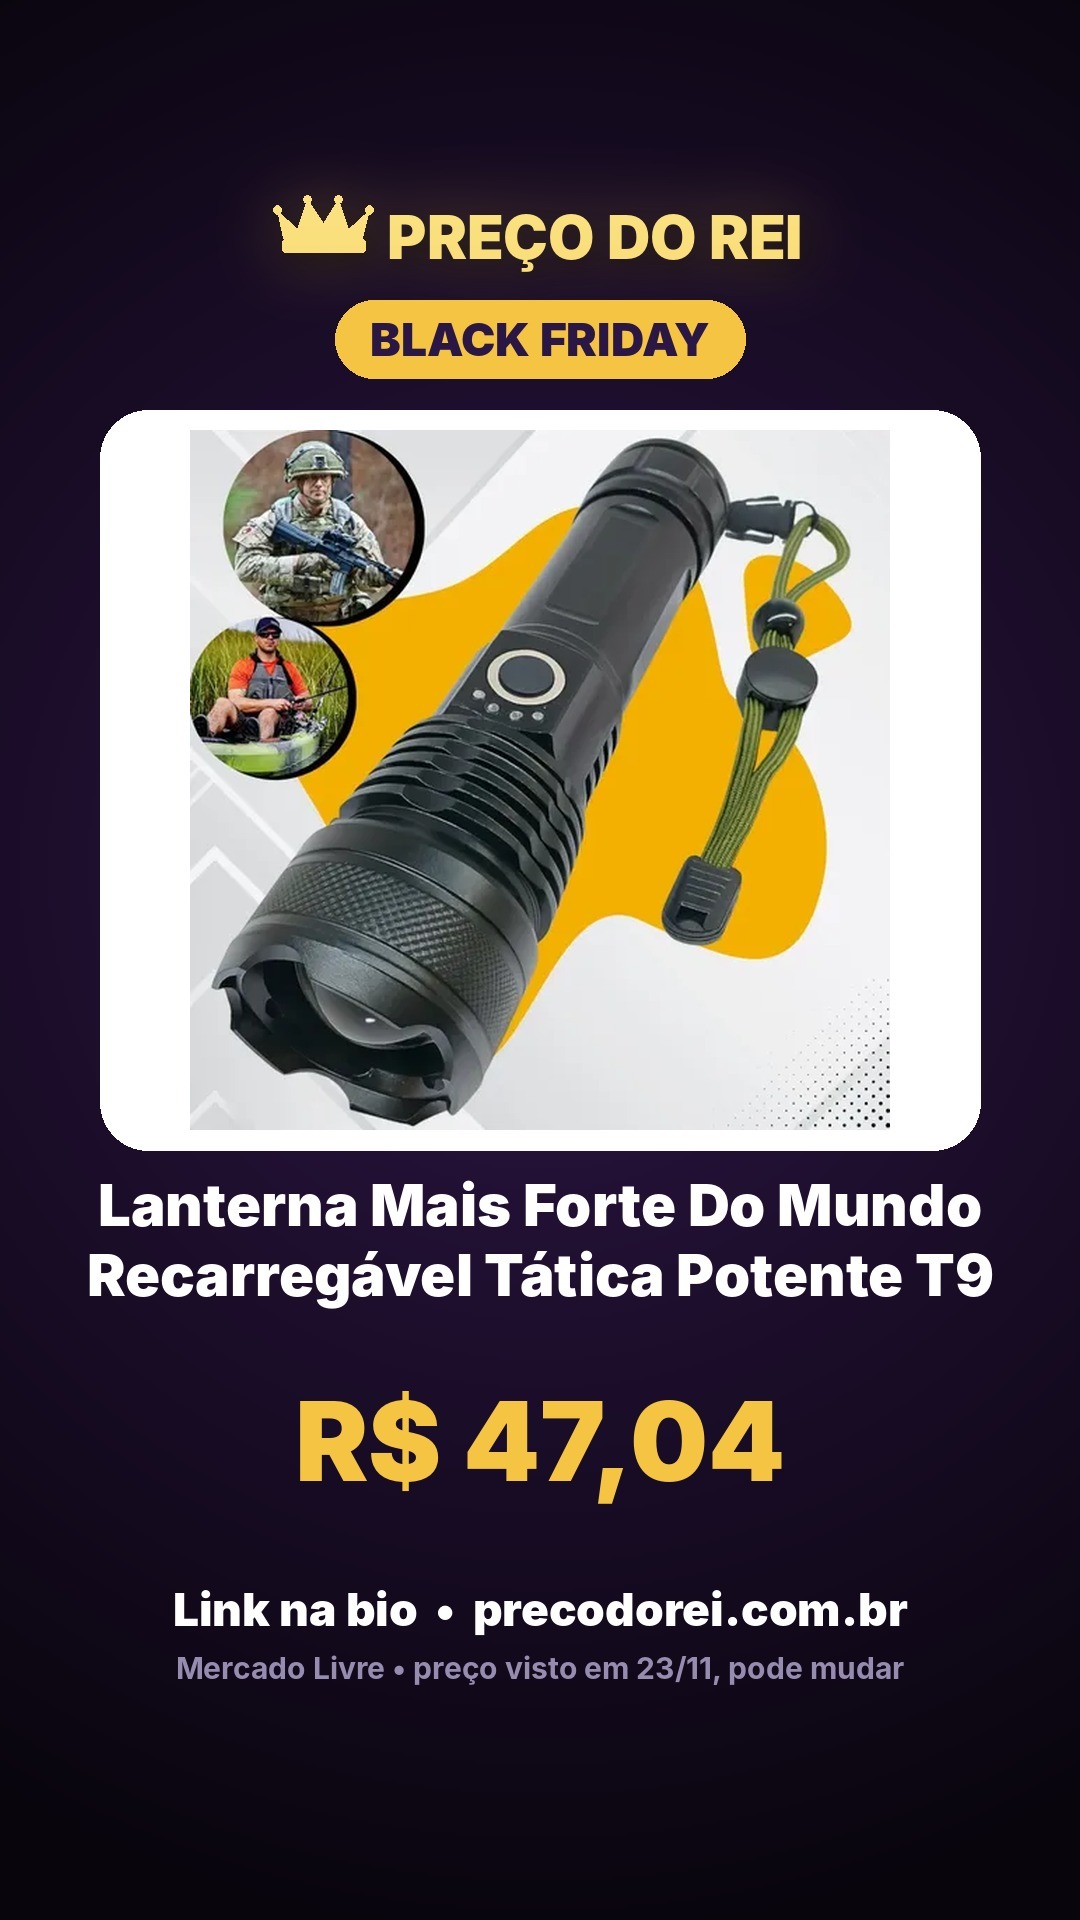 PREÇO DO REI
BLACK FRIDAY
Lanterna Mais Forte Do Mundo
Recarregável Tática Potente T9
R$ 47,04
Link na bio • precodorei.com.br
Mercado Livre • preço visto em 23/11, pode mudar